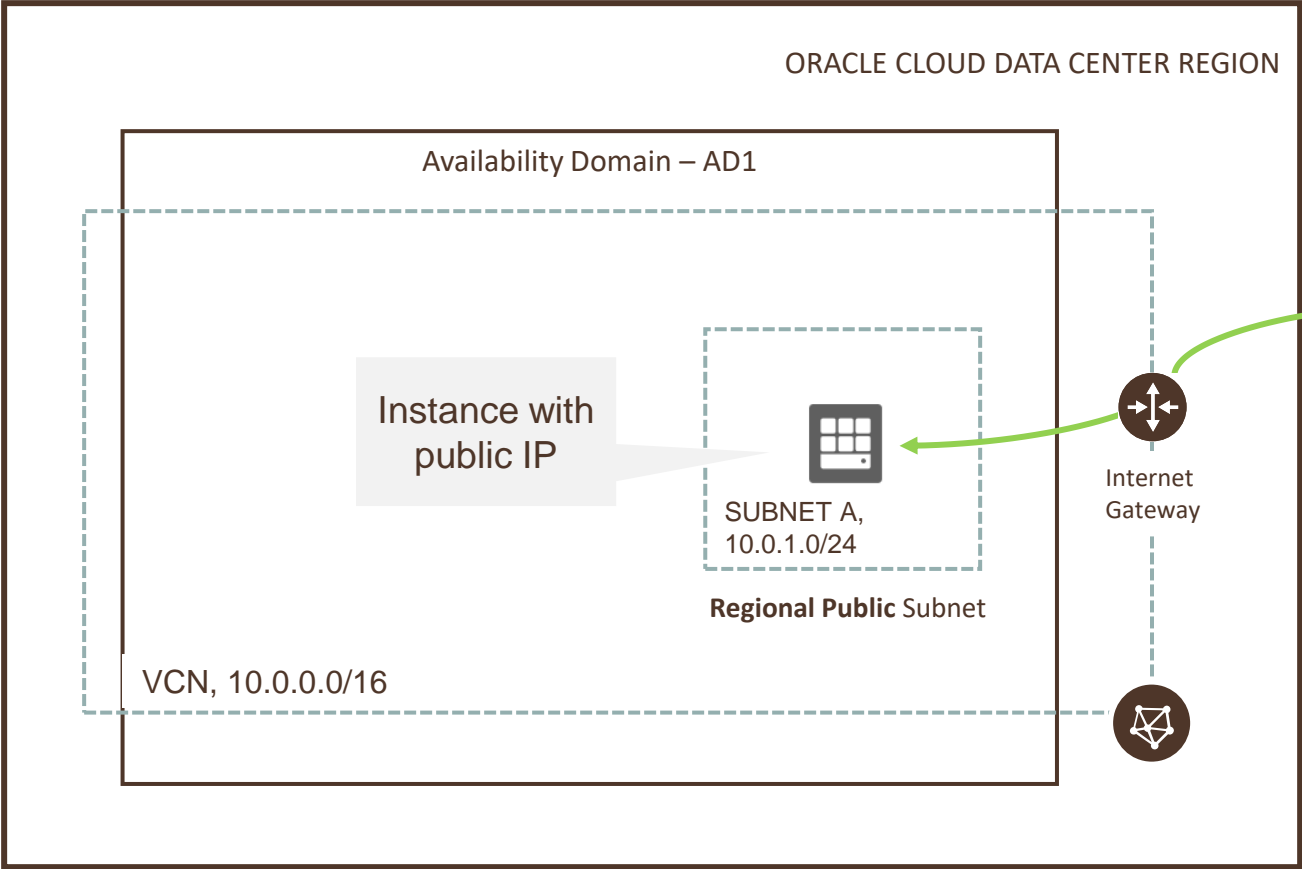 ORACLE CLOUD DATA CENTER REGION
Availability Domain – AD1
Instance with
public IP
SUBNET A,
10.0.1.0/24
Internet
Gateway
Regional Public Subnet
VCN, 10.0.0.0/16